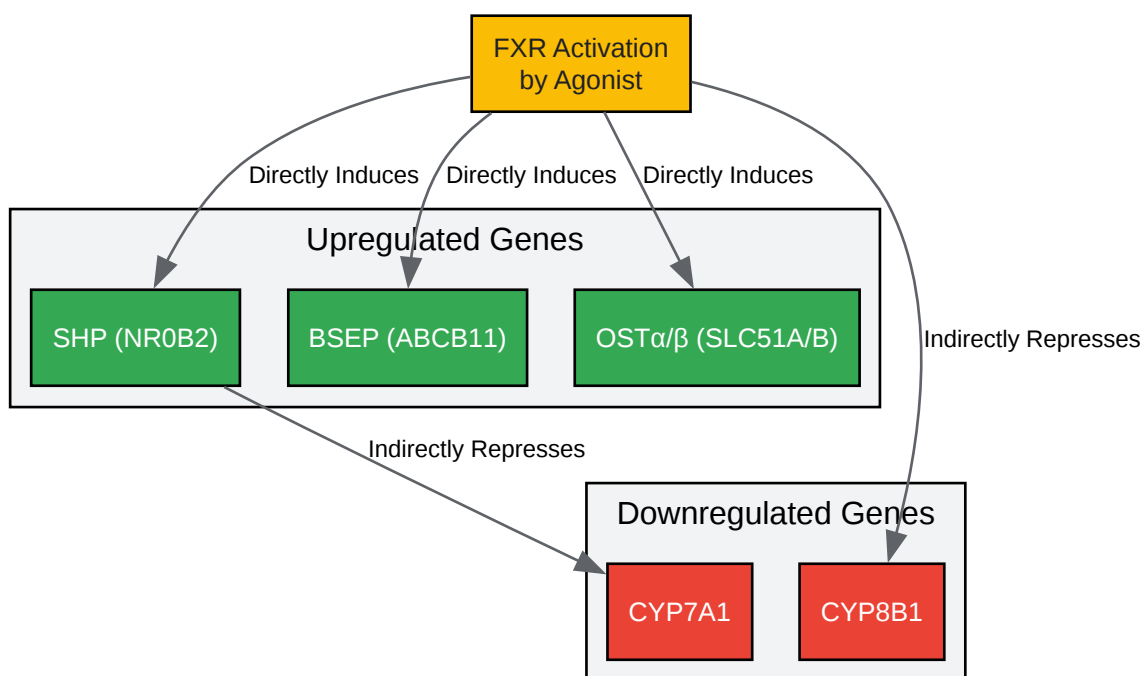 FXR Activation
by Agonist
Directly Induces
Directly Induces
Directly Induces
Upregulated Genes
SHP (NR0B2)
BSEP (ABCB11)
OSTα/β (SLC51A/B)
Indirectly Represses
Indirectly Represses
Downregulated Genes
CYP7A1
CYP8B1